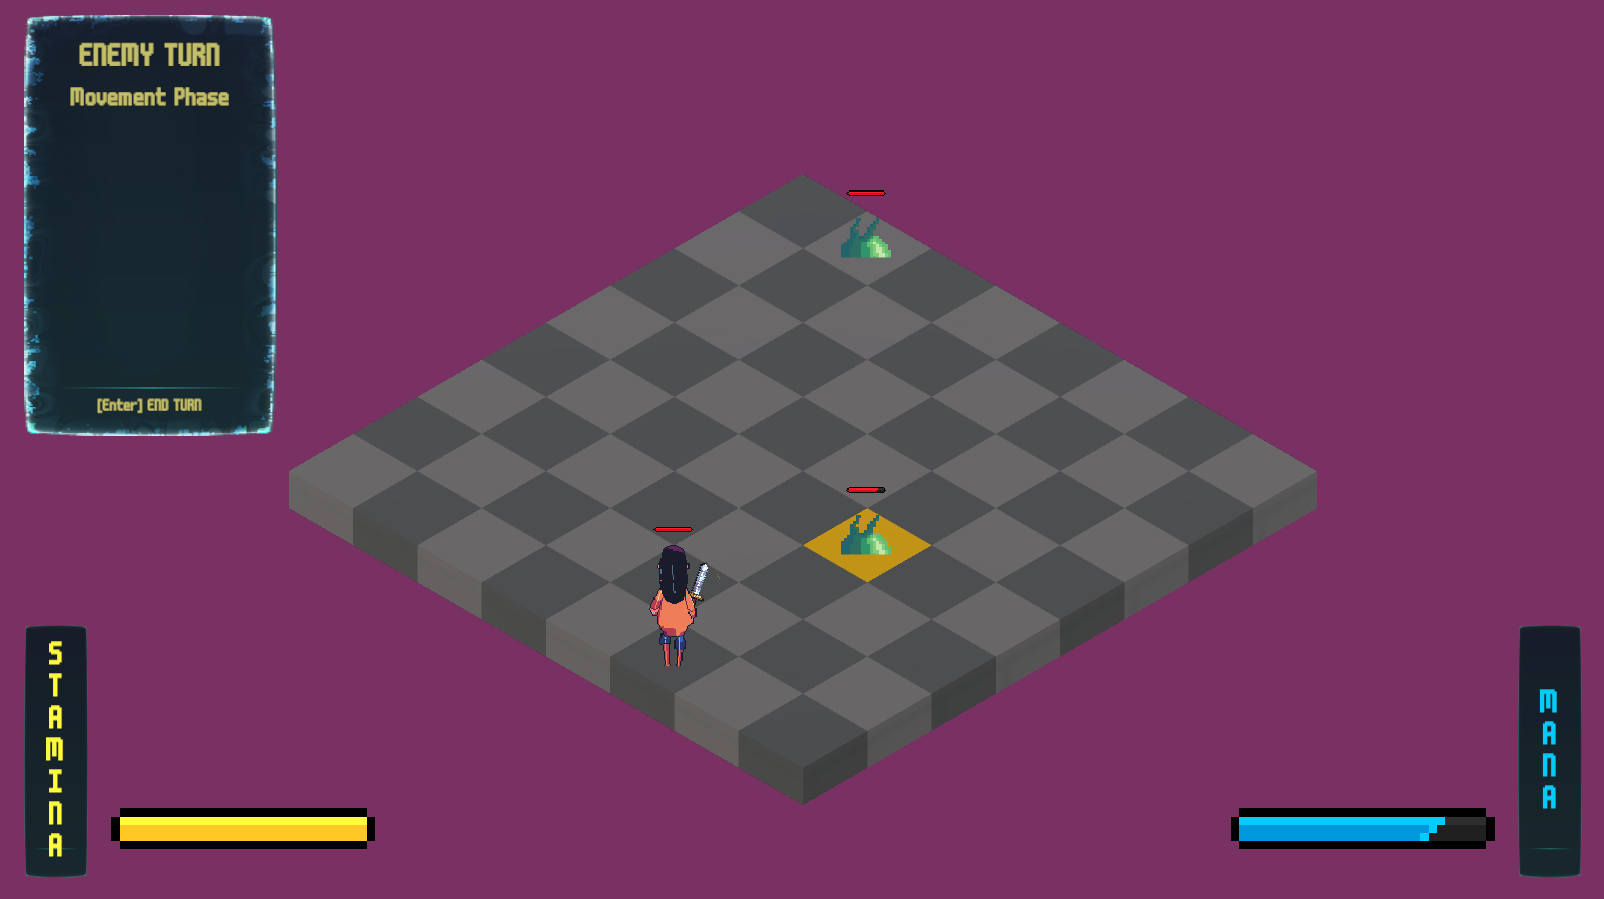 ENEMY TURN
Movement Phase
[Enter] END TURN
STAMINA
MANA